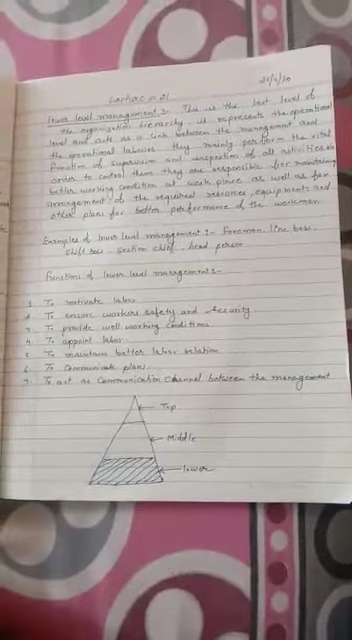 21/4/20
Lecture = 21
Lower level management :- This is the last level of
the organisation hierarchy. it represents the operational
level and acts as a link between the management and
the operational labour. they mainly perform the vital
function of supervision and inspection of all activities in
order to control them they are responsible for maintaining
better working condition at work place as well as for
arrangement of the required resource, equipments and
other plans for better performance of the workmen
Examples of lower level management :- Foreman, line boss,
shift boss, section chief, head person
Functions of lower level management :-
1. To motivate labor
2. To ensure workers safety and security
3. To provide well working conditions
4. To appoint labor
5. To maintain better labor relation
6. To communicate plans
7. To act as communication channel between the management
Top
Middle
lower